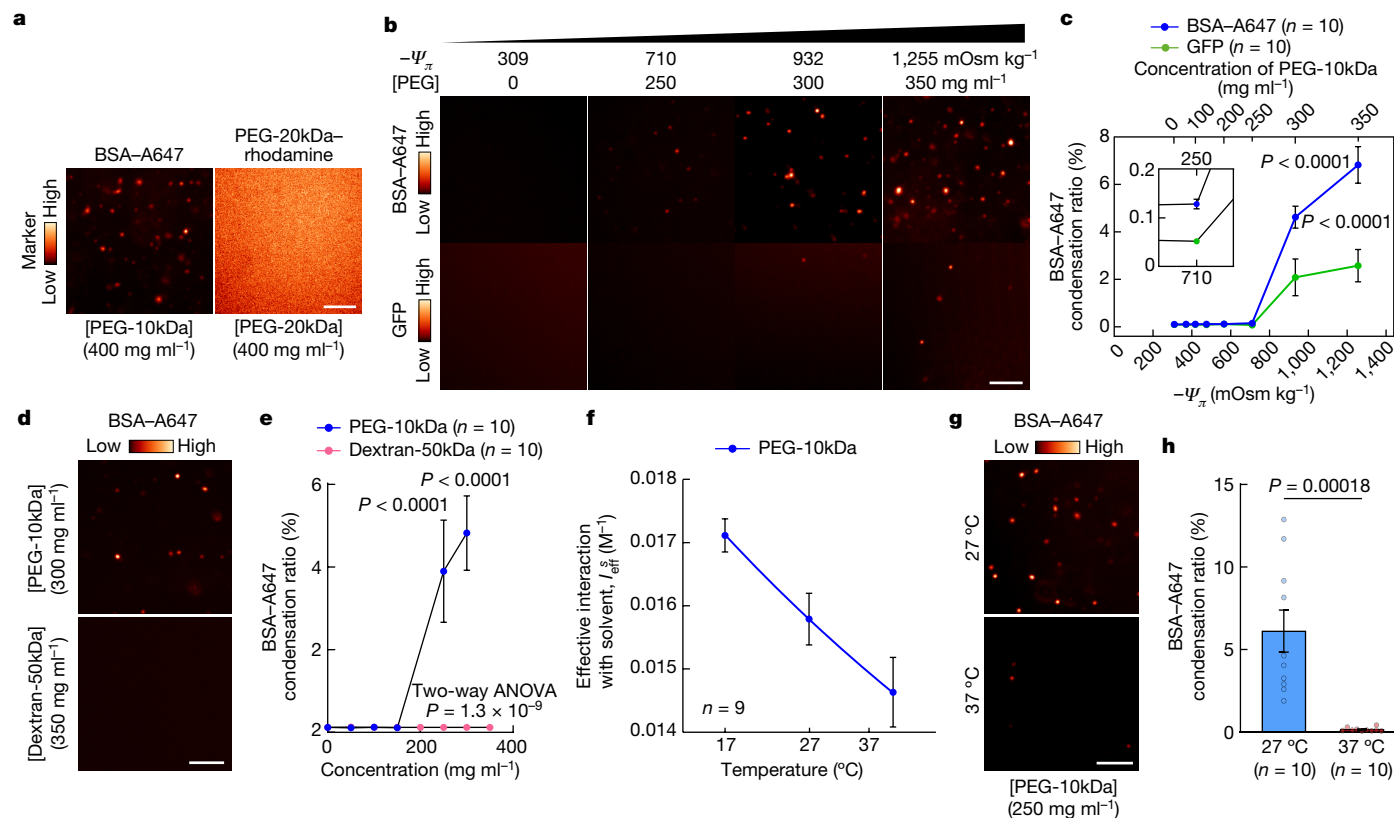 a
BSA–A647
PEG-20kDa–
rhodamine
Marker
Low High
[PEG-10kDa]
(400 mg ml⁻¹)
[PEG-20kDa]
(400 mg ml⁻¹)
b
−Ψπ 309 710 932 1,255 mOsm kg⁻¹
[PEG] 0 250 300 350 mg ml⁻¹
BSA–A647
Low High
GFP
Low High
c
BSA–A647 (n = 10)
GFP (n = 10)
Concentration of PEG-10kDa
(mg ml⁻¹)
0 100 200 250 300 350
BSA–A647
condensation ratio (%)
8
6
4
2
0
P < 0.0001
P < 0.0001
250
0.2
0.1
0
710
0 200 400 600 800 1,000 1,200 1,400
−Ψπ (mOsm kg⁻¹)
d
BSA–A647
Low High
[PEG-10kDa]
(300 mg ml⁻¹)
[Dextran-50kDa]
(350 mg ml⁻¹)
e
PEG-10kDa (n = 10)
Dextran-50kDa (n = 10)
BSA–A647
condensation ratio (%)
6
4
2
2
P < 0.0001
P < 0.0001
Two-way ANOVA
P = 1.3 × 10⁻⁹
0 200 400
Concentration (mg ml⁻¹)
f
PEG-10kDa
Effective interaction
with solvent, I^s_eff (M⁻¹)
0.018
0.017
0.016
0.015
0.014
n = 9
17 27 37
Temperature (°C)
g
BSA–A647
Low High
27 °C
37 °C
[PEG-10kDa]
(250 mg ml⁻¹)
h
BSA–A647
condensation ratio (%)
15
10
5
0
P = 0.00018
27 °C
(n = 10)
37 °C
(n = 10)